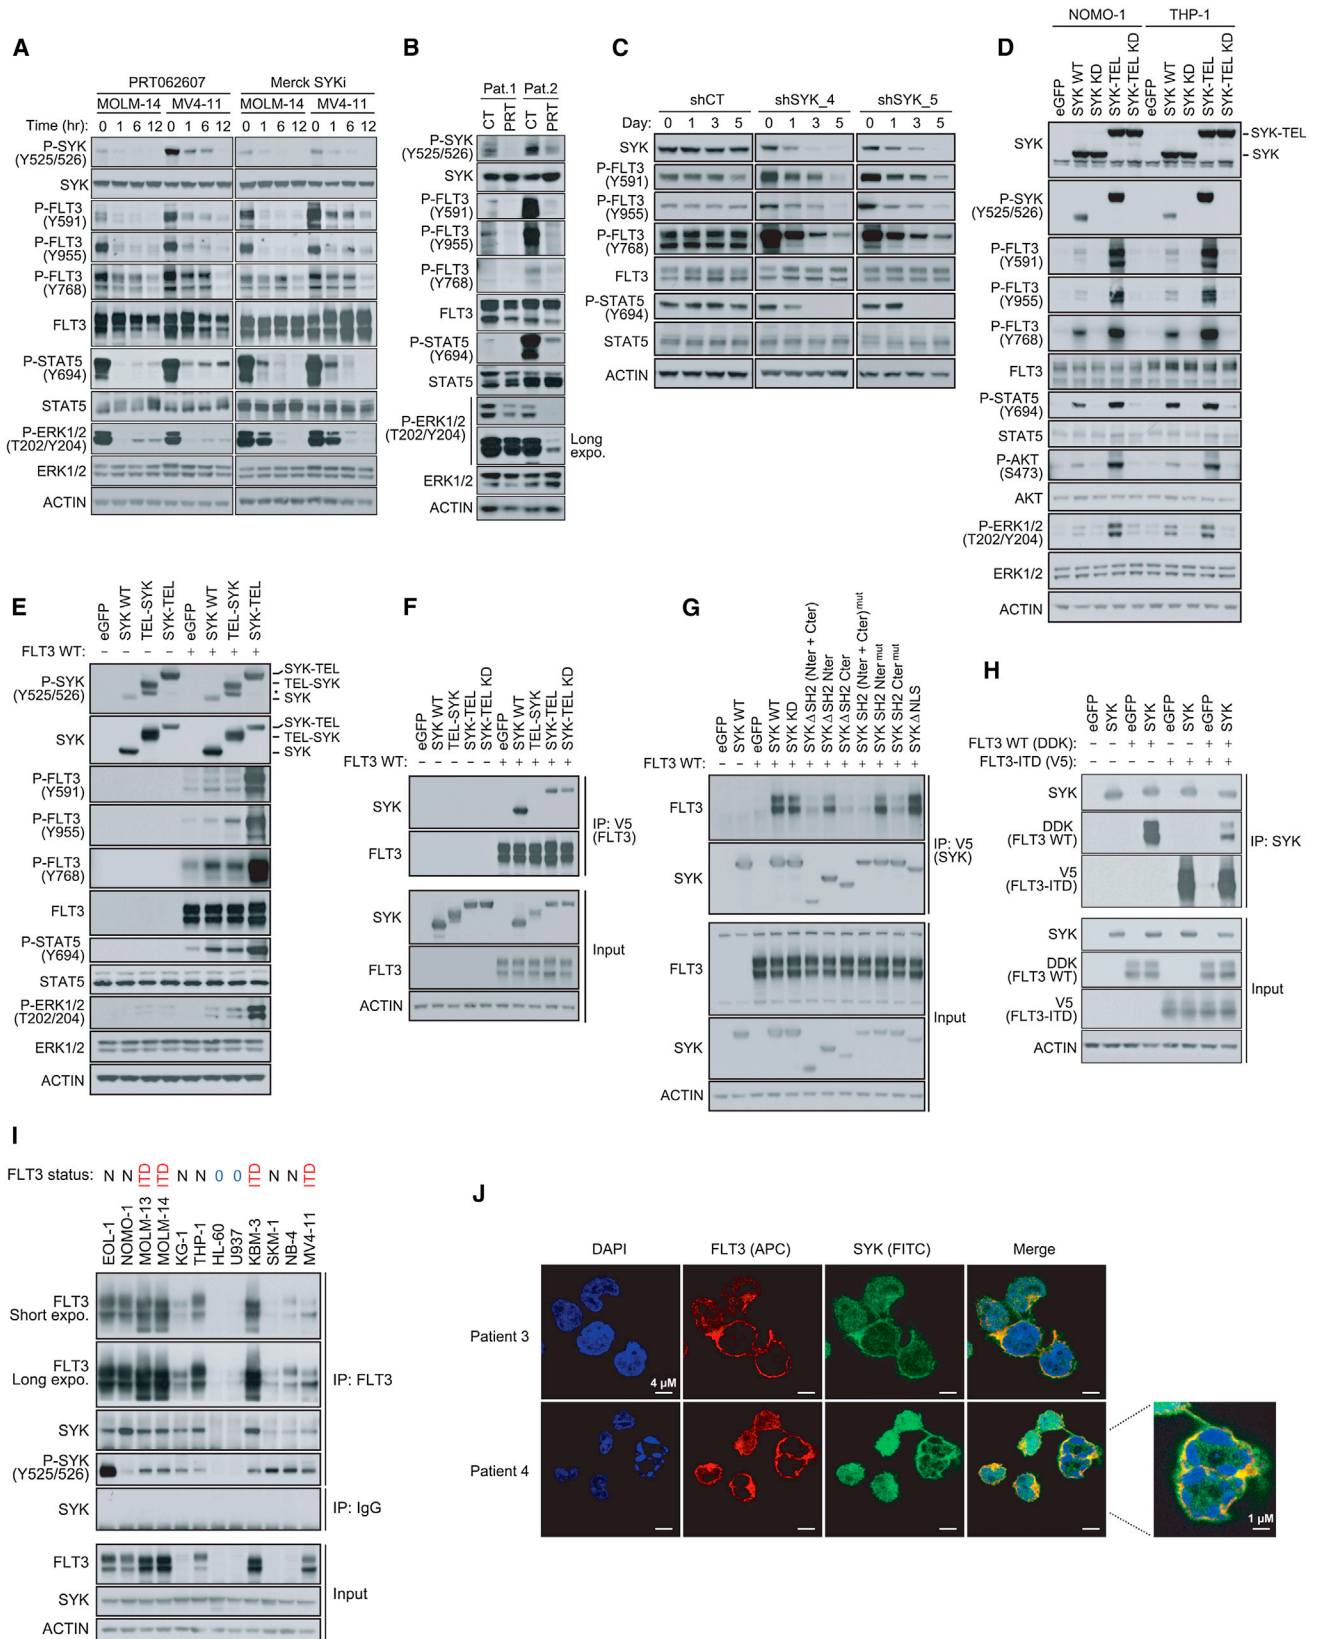 A
PRT062607 Merck SYKi
MOLM-14 MV4-11 MOLM-14 MV4-11
Time (hr): 0 1 6 12 0 1 6 12 0 1 6 12 0 1 6 12
P-SYK
(Y525/526)
SYK
P-FLT3
(Y591)
P-FLT3
(Y955)
P-FLT3
(Y768)
FLT3
P-STAT5
(Y694)
STAT5
P-ERK1/2
(T202/Y204)
ERK1/2
ACTIN
B
Pat.1 Pat.2
CT PRT CT PRT
P-SYK
(Y525/526)
SYK
P-FLT3
(Y591)
P-FLT3
(Y955)
P-FLT3
(Y768)
FLT3
P-STAT5
(Y694)
STAT5
P-ERK1/2
(T202/Y204)
Long
expo.
ERK1/2
ACTIN
C
shCT shSYK_4 shSYK_5
Day: 0 1 3 5 0 1 3 5 0 1 3 5
SYK
P-FLT3
(Y591)
P-FLT3
(Y955)
P-FLT3
(Y768)
FLT3
P-STAT5
(Y694)
STAT5
ACTIN
D
NOMO-1 THP-1
eGFP SYK WT SYK KD SYK-TEL SYK-TEL KD eGFP SYK WT SYK KD SYK-TEL SYK-TEL KD
SYK
SYK-TEL
SYK
P-SYK
(Y525/526)
P-FLT3
(Y591)
P-FLT3
(Y955)
P-FLT3
(Y768)
FLT3
P-STAT5
(Y694)
STAT5
P-AKT
(S473)
AKT
P-ERK1/2
(T202/Y204)
ERK1/2
ACTIN
E
eGFP SYK WT TEL-SYK SYK-TEL eGFP SYK WT TEL-SYK SYK-TEL
FLT3 WT: – – – – + + + +
P-SYK
(Y525/526)
SYK-TEL
TEL-SYK
*
SYK
SYK
SYK-TEL
TEL-SYK
SYK
P-FLT3
(Y591)
P-FLT3
(Y955)
P-FLT3
(Y768)
FLT3
P-STAT5
(Y694)
STAT5
P-ERK1/2
(T202/204)
ERK1/2
ACTIN
F
eGFP SYK WT TEL-SYK SYK-TEL SYK-TEL KD eGFP SYK WT TEL-SYK SYK-TEL SYK-TEL KD
FLT3 WT: – – – – – + + + + +
SYK
FLT3
IP: V5
(FLT3)
SYK
FLT3
Input
ACTIN
G
eGFP SYK WT eGFP SYK WT SYK KD SYK ΔSH2 (Nter + Cter) SYK ΔSH2 Nter SYK ΔSH2 Cter SYK SH2 (Nter + Cter) mut SYK SH2 Nter mut SYK SH2 Cter mut SYK ΔNLS
FLT3 WT: – – + + + + + + + + + +
FLT3
SYK
IP: V5
(SYK)
FLT3
SYK
Input
ACTIN
H
eGFP SYK eGFP SYK eGFP SYK eGFP SYK
FLT3 WT (DDK): – – + + – – + +
FLT3-ITD (V5): – – – – + + + +
SYK
DDK
(FLT3 WT)
V5
(FLT3-ITD)
IP: SYK
SYK
DDK
(FLT3 WT)
V5
(FLT3-ITD)
Input
ACTIN
I
FLT3 status: N N ITD ITD N N 0 0 ITD N N ITD
EOL-1 NOMO-1 MOLM-13 MOLM-14 KG-1 THP-1 HL-60 U937 KBM-3 SKM-1 NB-4 MV4-11
FLT3
Short expo.
FLT3
Long expo.
IP: FLT3
SYK
P-SYK
(Y525/526)
SYK
IP: IgG
FLT3
SYK
Input
ACTIN
J
DAPI FLT3 (APC) SYK (FITC) Merge
Patient 3
4 µM
Patient 4
1 µM